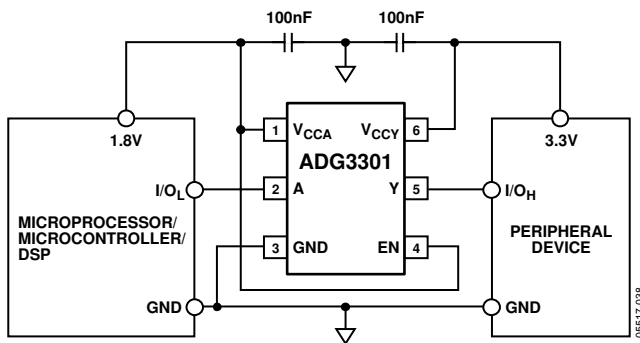 100nF 100nF
1.8V
3.3V
1 VCCA VCCY 6
ADG3301
I/OL 2 A Y 5 I/OH
MICROPROCESSOR/
MICROCONTROLLER/
DSP
PERIPHERAL
DEVICE
3 GND EN 4
GND GND
05517-038